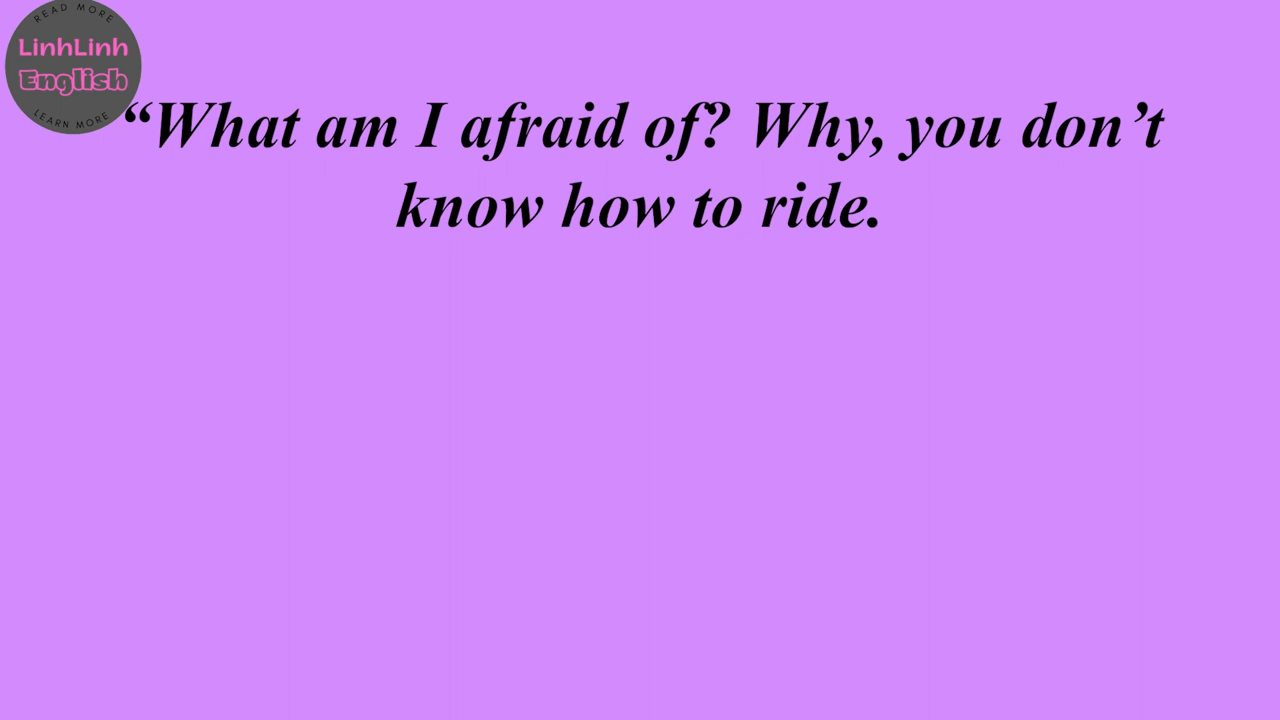 READ MORE
LinhLinh
English
LEARN MORE
“What am I afraid of? Why, you don’t
know how to ride.